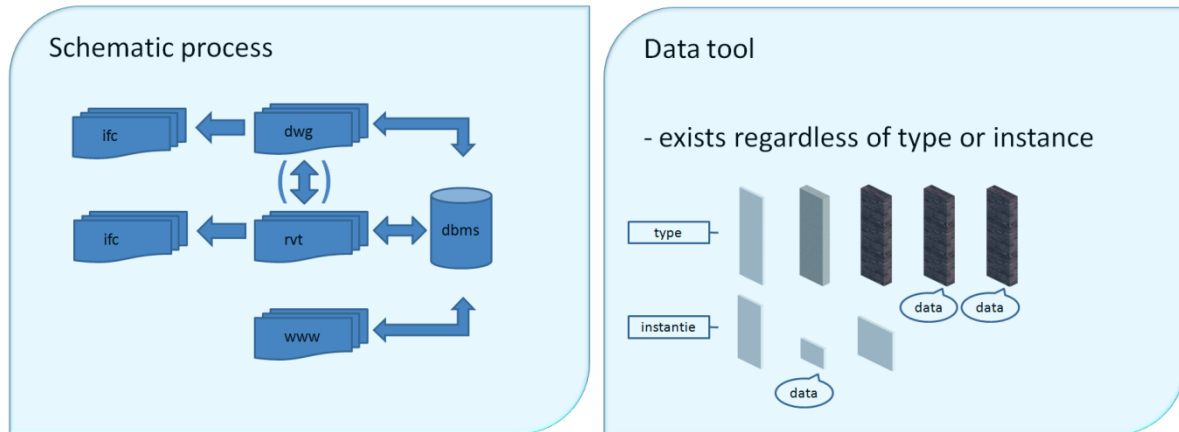 Schematic process
ifc
dwg
( )
ifc
rvt
dbms
www
Data tool
- exists regardless of type or instance
type
data
data
instantie
data